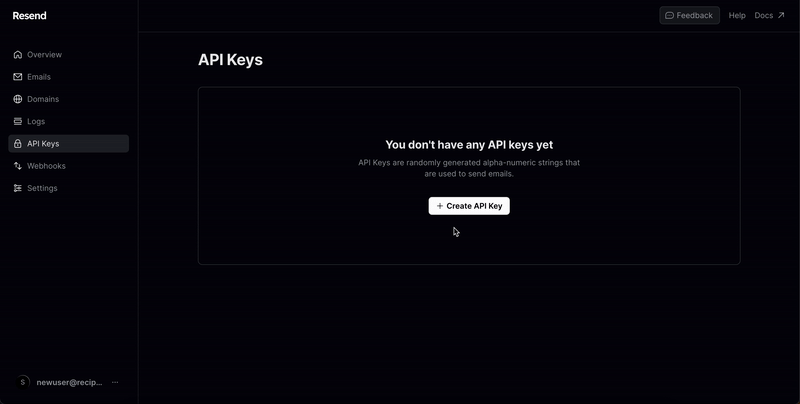 Resend
Feedback
Help
Docs
Overview
Emails
Domains
Logs
API Keys
Webhooks
Settings
API Keys
You don't have any API keys yet
API Keys are randomly generated alpha-numeric strings that
are used to send emails.
+ Create API Key
S
newuser@recip...